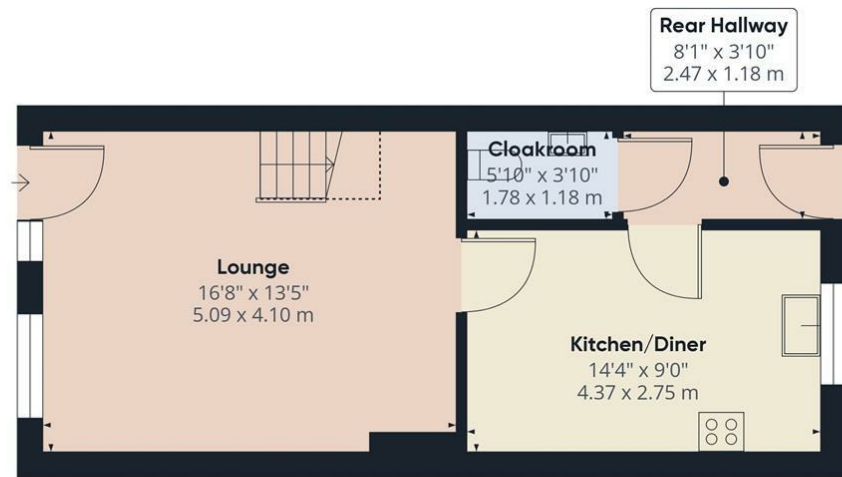 Rear Hallway
8'1" x 3'10"
2.47 x 1.18 m
Cloakroom
5'10" x 3'10"
1.78 x 1.18 m
Lounge
16'8" x 13'5"
5.09 x 4.10 m
Kitchen/Diner
14'4" x 9'0"
4.37 x 2.75 m